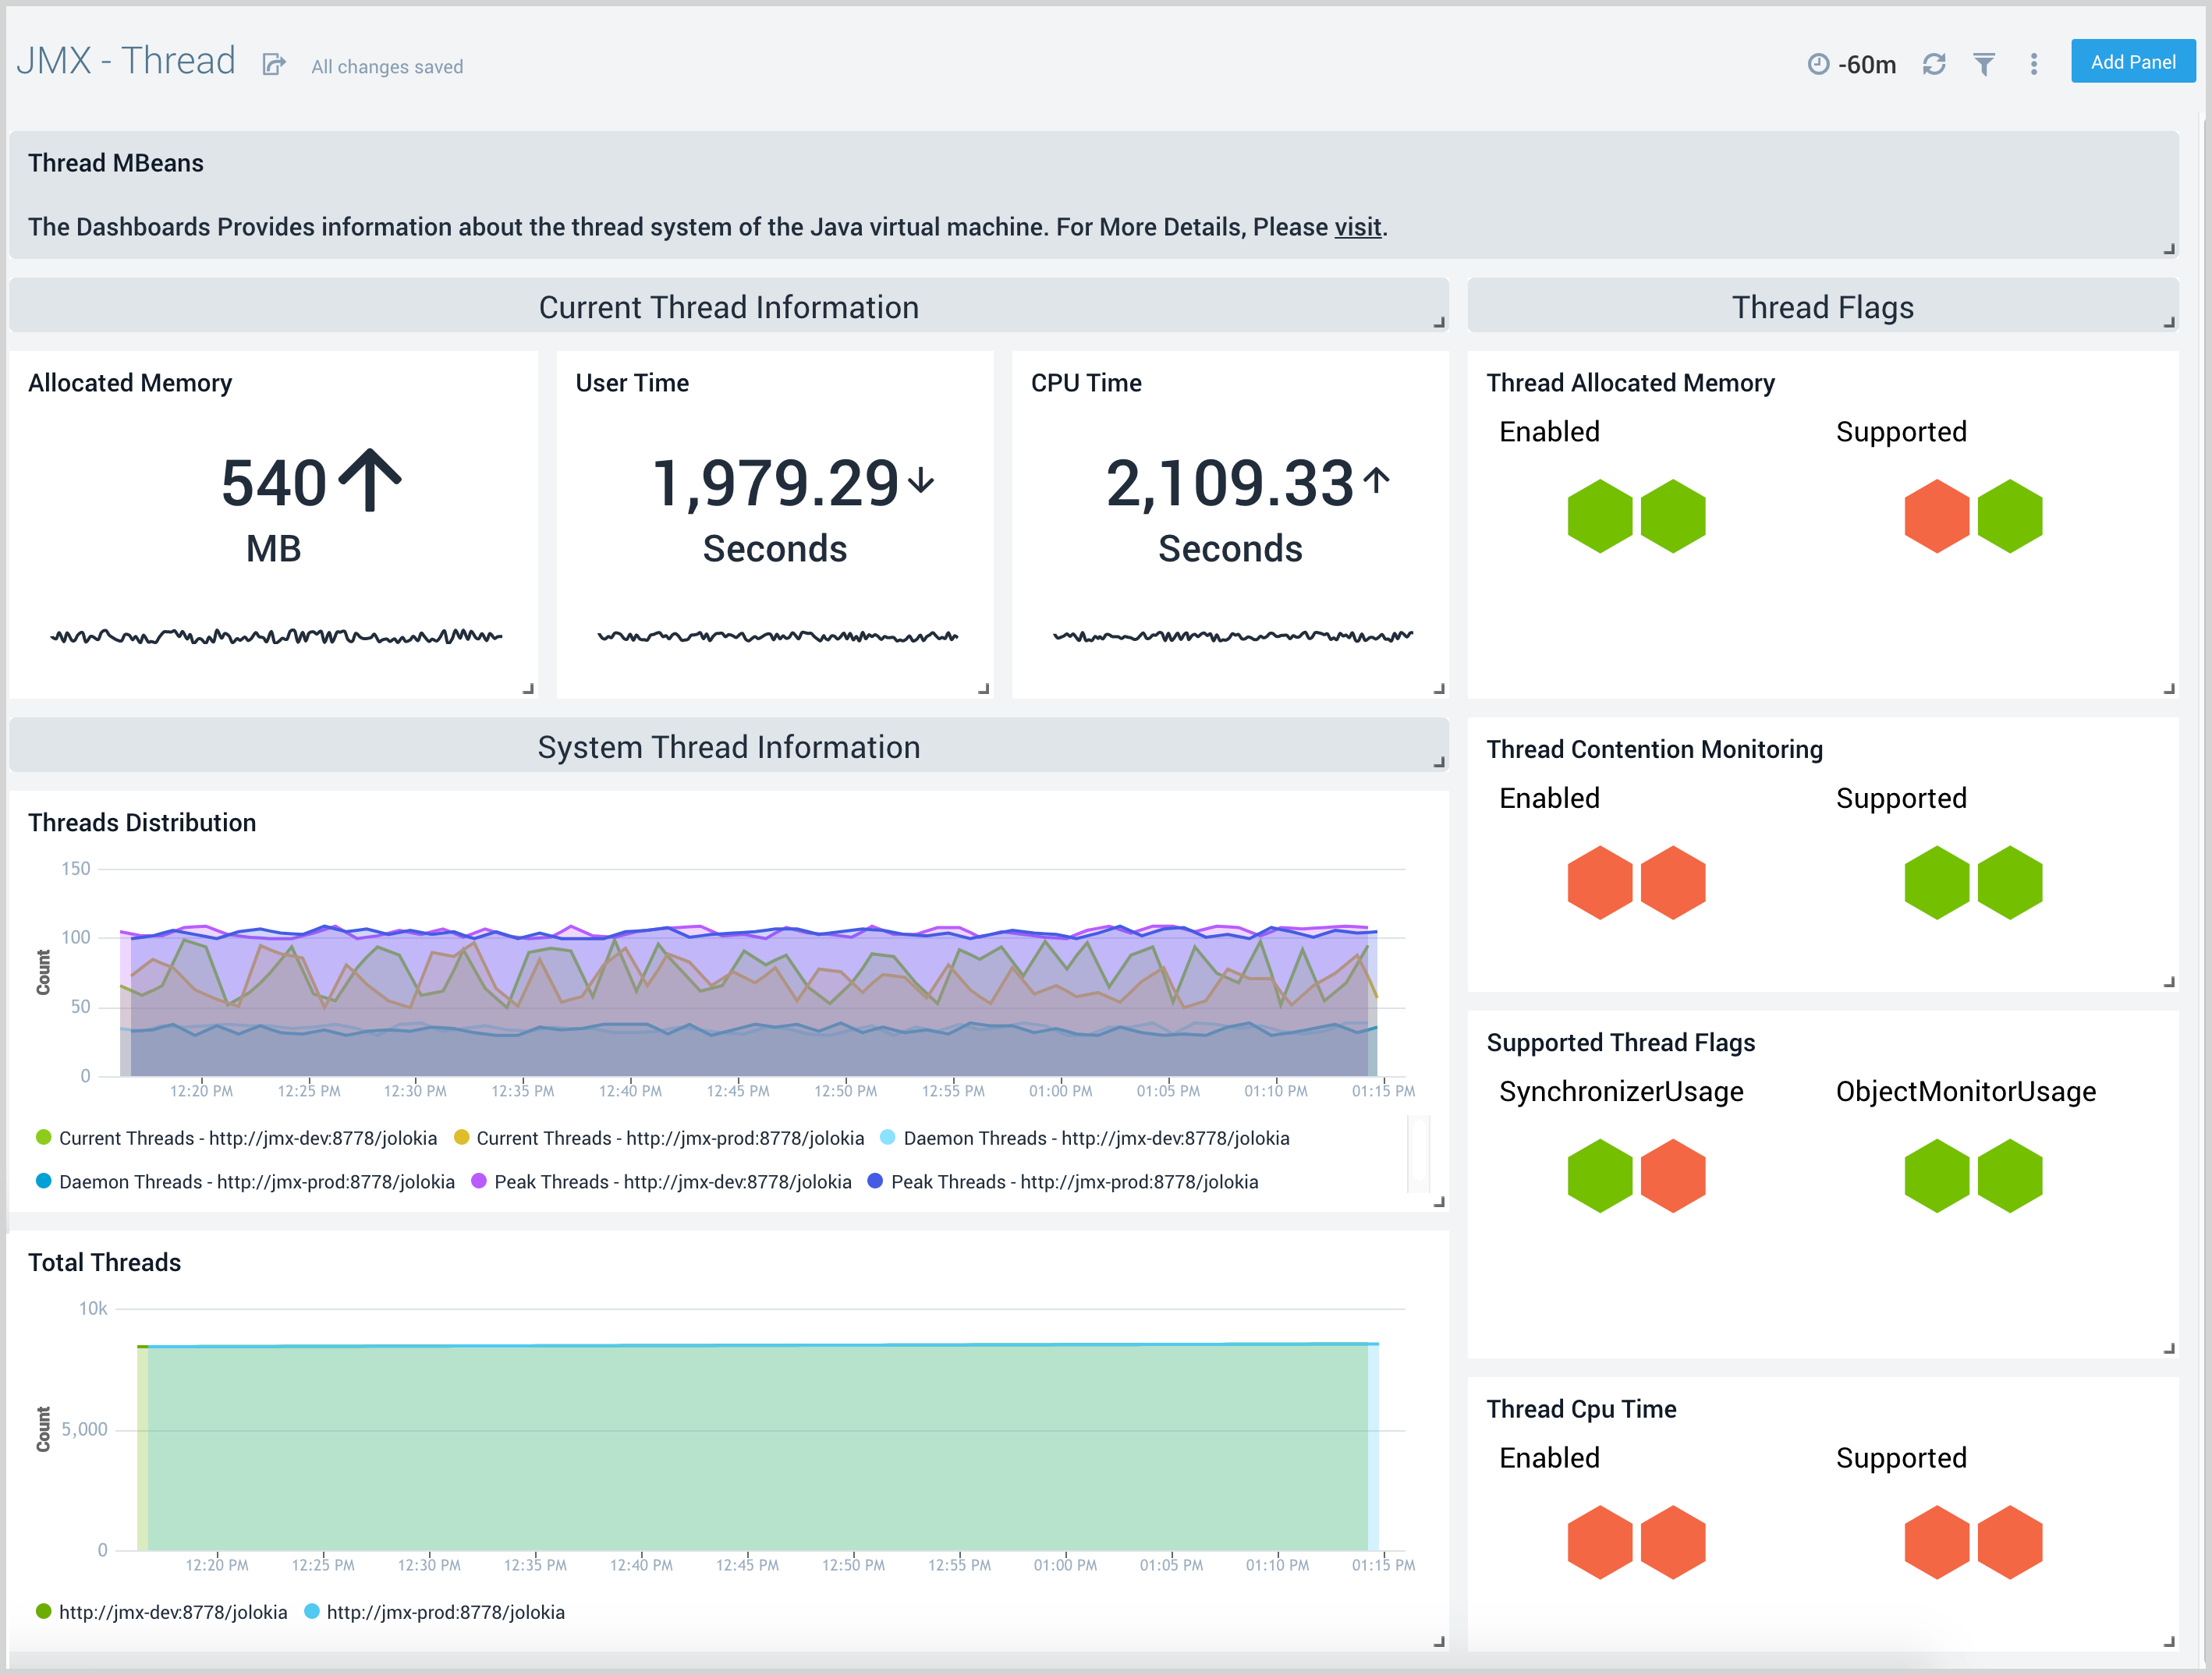 JMX - Thread All changes saved -60m Add Panel
Thread MBeans
The Dashboards Provides information about the thread system of the Java virtual machine. For More Details, Please visit.
Current Thread Information
Allocated Memory
540
MB
User Time
1,979.29
Seconds
CPU Time
2,109.33
Seconds
System Thread Information
Threads Distribution
Count
150
100
50
0
12:20 PM 12:25 PM 12:30 PM 12:35 PM 12:40 PM 12:45 PM 12:50 PM 12:55 PM 01:00 PM 01:05 PM 01:10 PM 01:15 PM
Current Threads - http://jmx-dev:8778/jolokia Current Threads - http://jmx-prod:8778/jolokia Daemon Threads - http://jmx-dev:8778/jolokia
Daemon Threads - http://jmx-prod:8778/jolokia Peak Threads - http://jmx-dev:8778/jolokia Peak Threads - http://jmx-prod:8778/jolokia
Total Threads
Count
10k
5,000
0
12:20 PM 12:25 PM 12:30 PM 12:35 PM 12:40 PM 12:45 PM 12:50 PM 12:55 PM 01:00 PM 01:05 PM 01:10 PM 01:15 PM
http://jmx-dev:8778/jolokia http://jmx-prod:8778/jolokia
Thread Flags
Thread Allocated Memory
Enabled Supported
Thread Contention Monitoring
Enabled Supported
Supported Thread Flags
SynchronizerUsage ObjectMonitorUsage
Thread Cpu Time
Enabled Supported